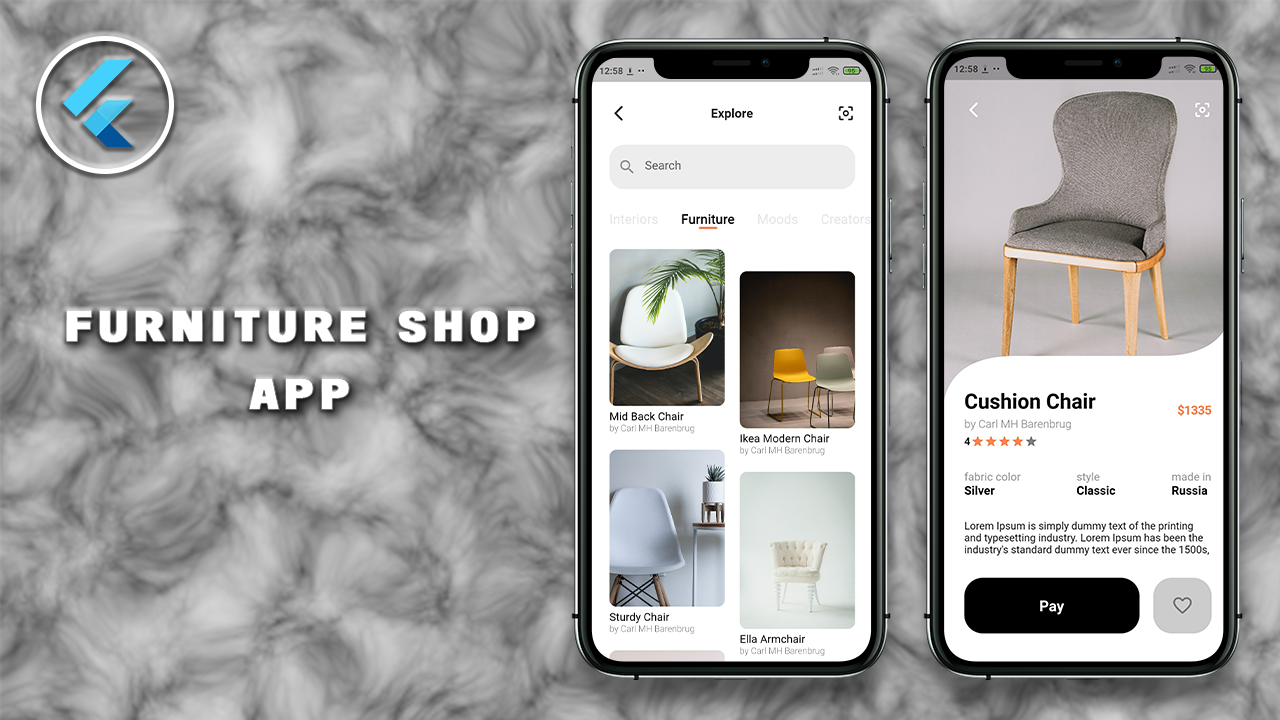 FURNITURE SHOP
APP
12:58
95
Explore
Search
Interiors Furniture Moods Creators
Mid Back Chair
by Carl MH Barenbrug
Ikea Modern Chair
by Carl MH Barenbrug
Sturdy Chair
by Carl MH Barenbrug
Ella Armchair
by Carl MH Barenbrug
12:58
95
Cushion Chair
$1335
by Carl MH Barenbrug
4
fabric color style made in
Silver Classic Russia
Lorem Ipsum is simply dummy text of the printing
and typesetting industry. Lorem Ipsum has been the
industry's standard dummy text ever since the 1500s,
Pay